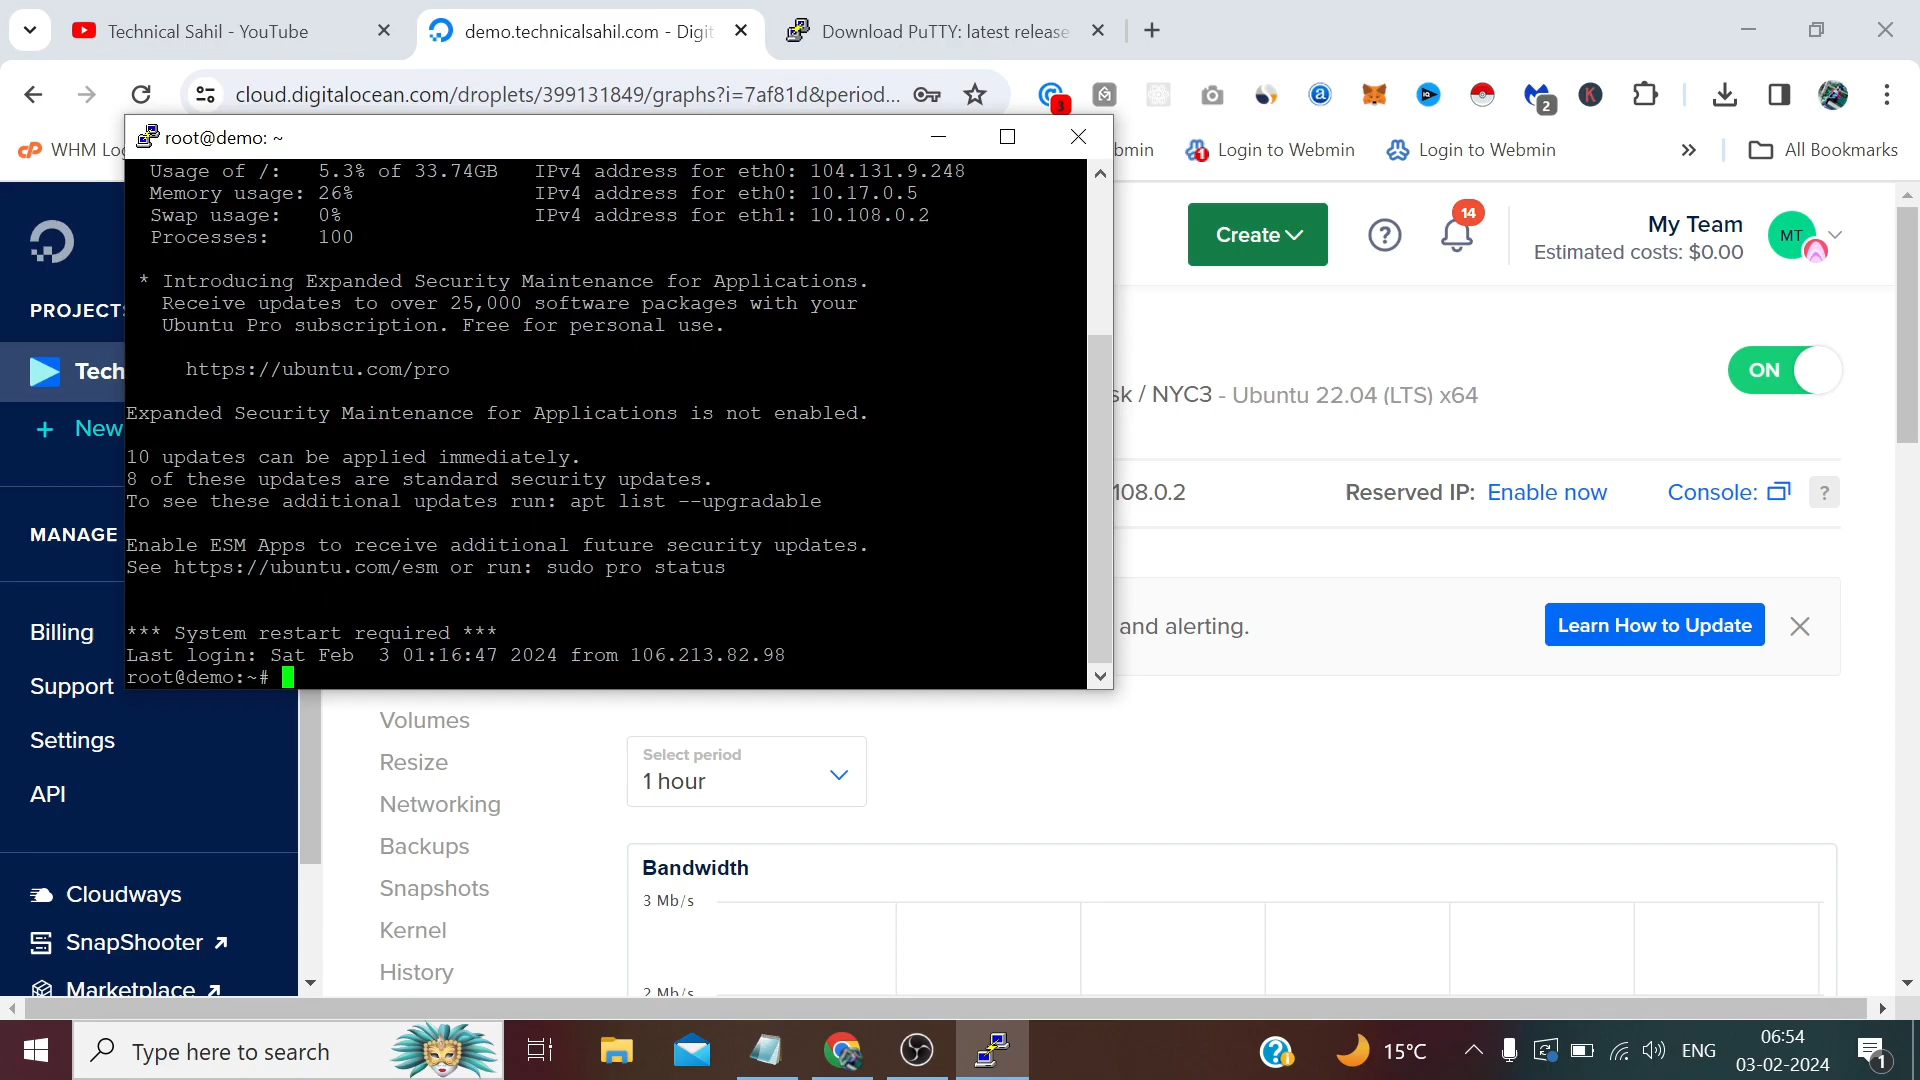 Technical Sahil - YouTube
demo.technicalsahil.com - Digit
Download PuTTY: latest release
cloud.digitalocean.com/droplets/399131849/graphs?i=7af81d&period...
3
2
WHM Log
bmin
1
Login to Webmin
Login to Webmin
»
All Bookmarks
root@demo: ~
Usage of /:   5.3% of 33.74GB   IPv4 address for eth0: 104.131.9.248
Memory usage: 26%               IPv4 address for eth0: 10.17.0.5
Swap usage:   0%                IPv4 address for eth1: 10.108.0.2
Processes:    100
* Introducing Expanded Security Maintenance for Applications.
Receive updates to over 25,000 software packages with your
Ubuntu Pro subscription. Free for personal use.
https://ubuntu.com/pro
Expanded Security Maintenance for Applications is not enabled.
10 updates can be applied immediately.
8 of these updates are standard security updates.
To see these additional updates run: apt list --upgradable
Enable ESM Apps to receive additional future security updates.
See https://ubuntu.com/esm or run: sudo pro status
*** System restart required ***
Last login: Sat Feb  3 01:16:47 2024 from 106.213.82.98
root@demo:~#
PROJECTS
Tech
+ New
MANAGE
Billing
Support
Settings
API
Cloudways
SnapShooter
Marketplace
Create
?
14
My Team
Estimated costs: $0.00
MT
sk / NYC3 - Ubuntu 22.04 (LTS) x64
ON
108.0.2
Reserved IP: Enable now
Console:
?
and alerting.
Learn How to Update
Volumes
Resize
Networking
Backups
Snapshots
Kernel
History
Select period
1 hour
Bandwidth
3 Mb/s
2 Mb/s
Type here to search
15°C
ENG
06:54
03-02-2024
1